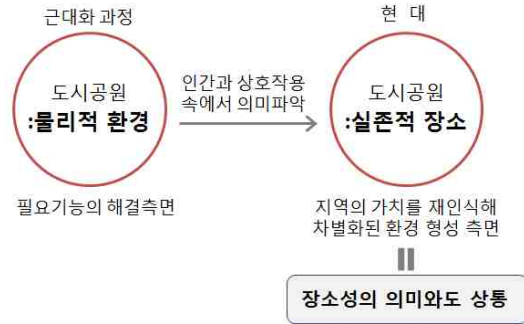 근대화 과정
현 대
도시공원
:물리적 환경
인간과 상호작용
속에서 의미파악
도시공원
:실존적 장소
필요기능의 해결측면
지역의 가치를 재인식해
차별화된 환경 형성 측면
장소성의 의미와도 상통